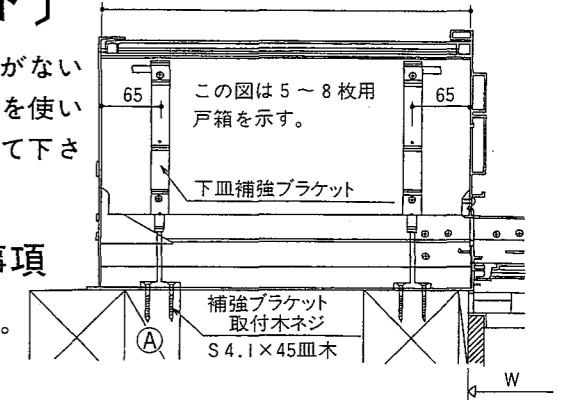 がない
を使い
て下さ
事項
。
この図は5～8枚用
戸箱を示す。
65
65
下皿補強ブラケット
補強ブラケット
取付木ネジ
S4.1×45皿木
A
W